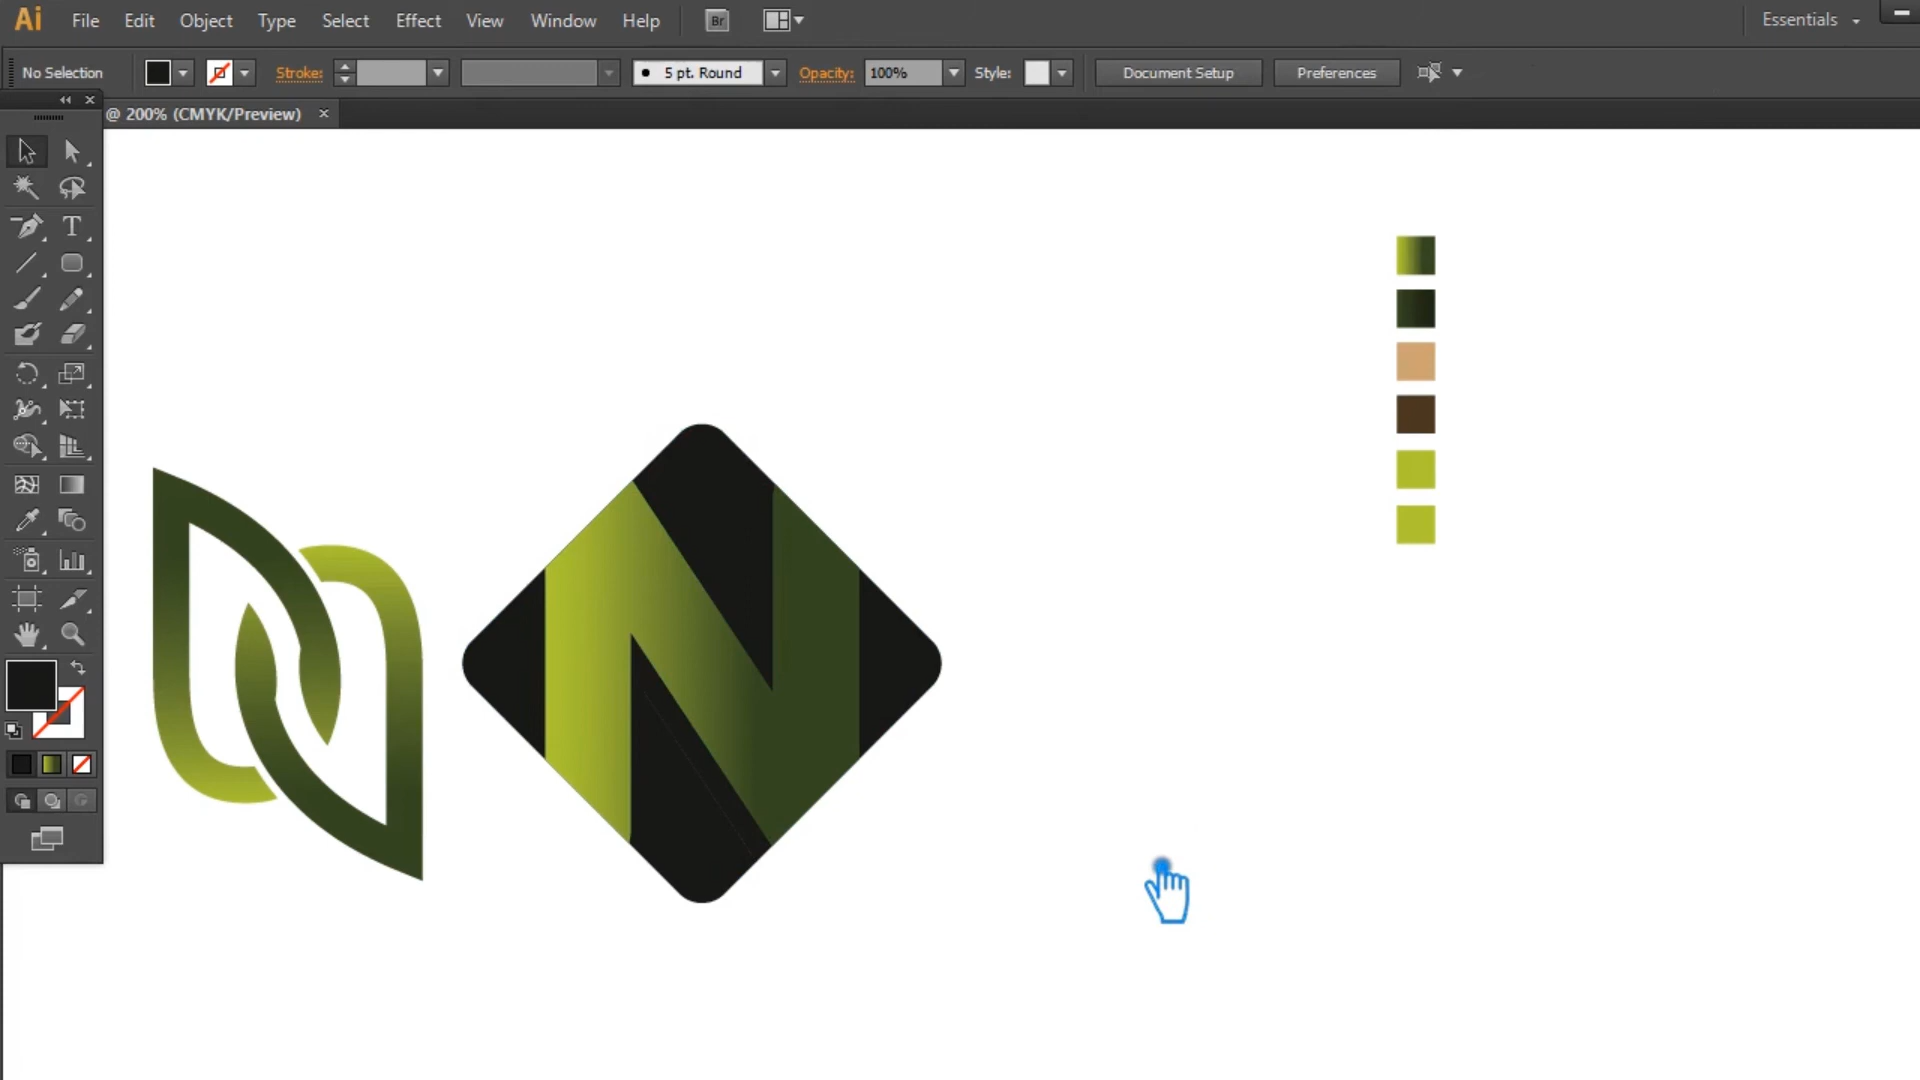 Ai File Edit Object Type Select Effect View Window Help Br Essentials
No Selection Stroke: 5 pt. Round Opacity: 100% Style: Document Setup Preferences
@ 200% (CMYK/Preview)
T
N